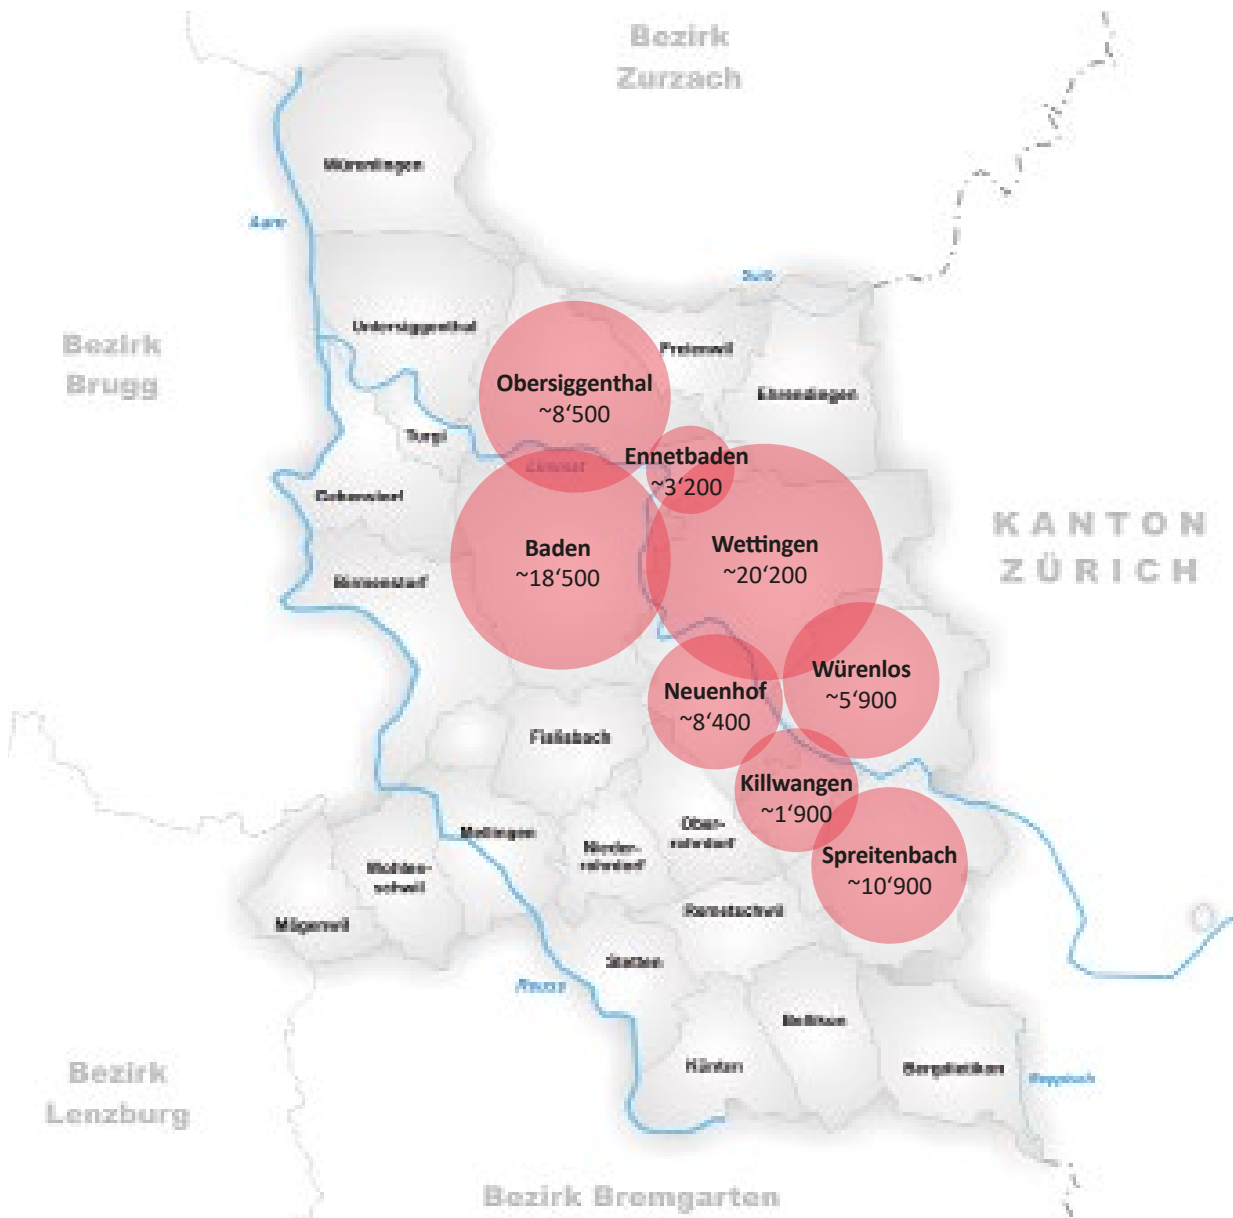 Bezirk
Zurzach
Würenlingen
Aare
Surb
Untersiggenthal
Bezirk
Brugg
Freienwil
Obersiggenthal
~8‘500
Ehrendingen
Turgi
Ennetbaden
~3‘200
Limmat
Gebenstorf
KANTON
ZÜRICH
Baden
~18‘500
Wettingen
~20‘200
Birmenstorf
Würenlos
~5‘900
Neuenhof
~8‘400
Fislisbach
Killwangen
~1‘900
Mellingen
Ober-
rohrdorf
Nieder-
rohrdorf
Spreitenbach
~10‘900
Wohlen-
schwil
Mägenwil
Remetschwil
Stetten
Reuss
Bellikon
Künten
Bergdietikon
Reppisch
Bezirk
Lenzburg
Bezirk Bremgarten